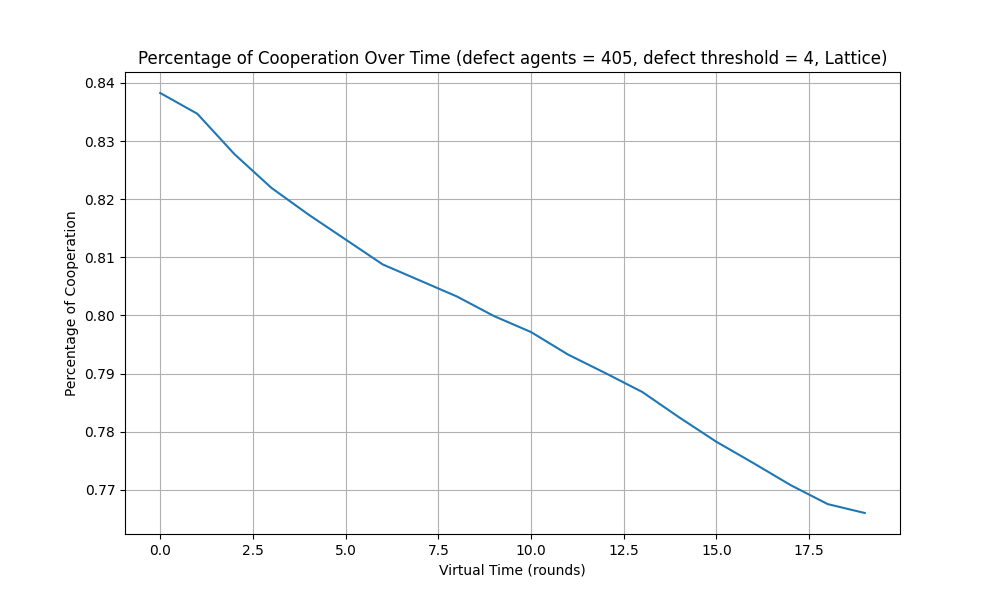 Percentage of Cooperation Over Time (defect agents = 405, defect threshold = 4, Lattice)
0.84
0.83
0.82
0.81
0.80
0.79
0.78
0.77
Percentage of Cooperation
0.0 2.5 5.0 7.5 10.0 12.5 15.0 17.5
Virtual Time (rounds)